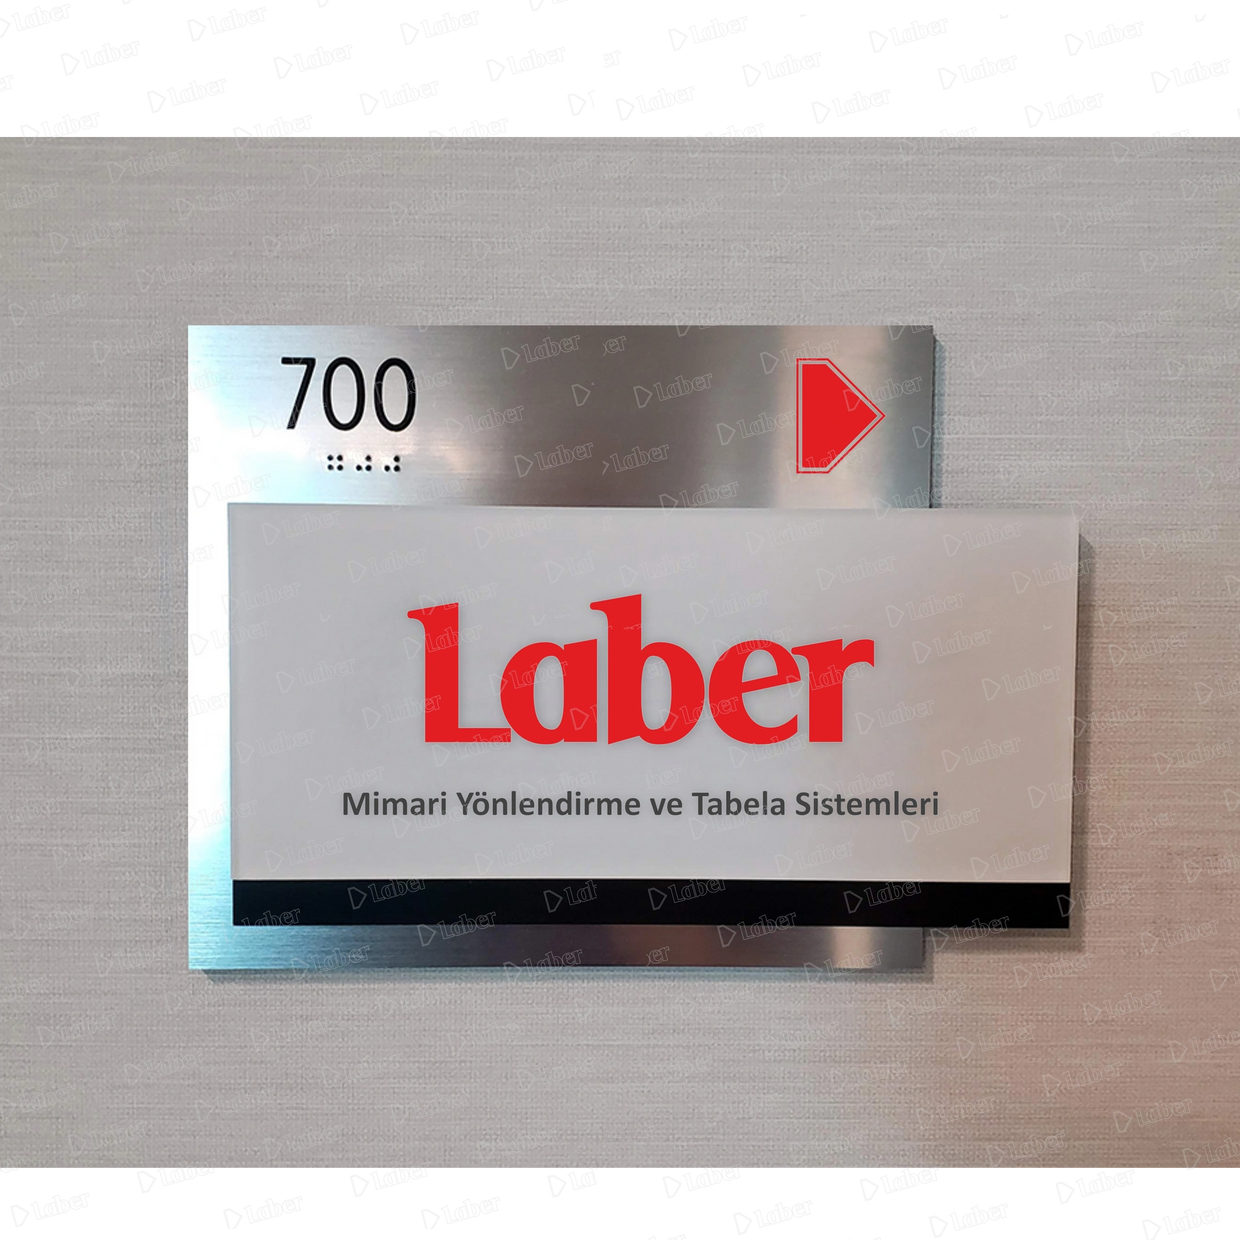 700
⠛⠚⠚
Laber
Mimari Yönlendirme ve Tabela Sistemleri